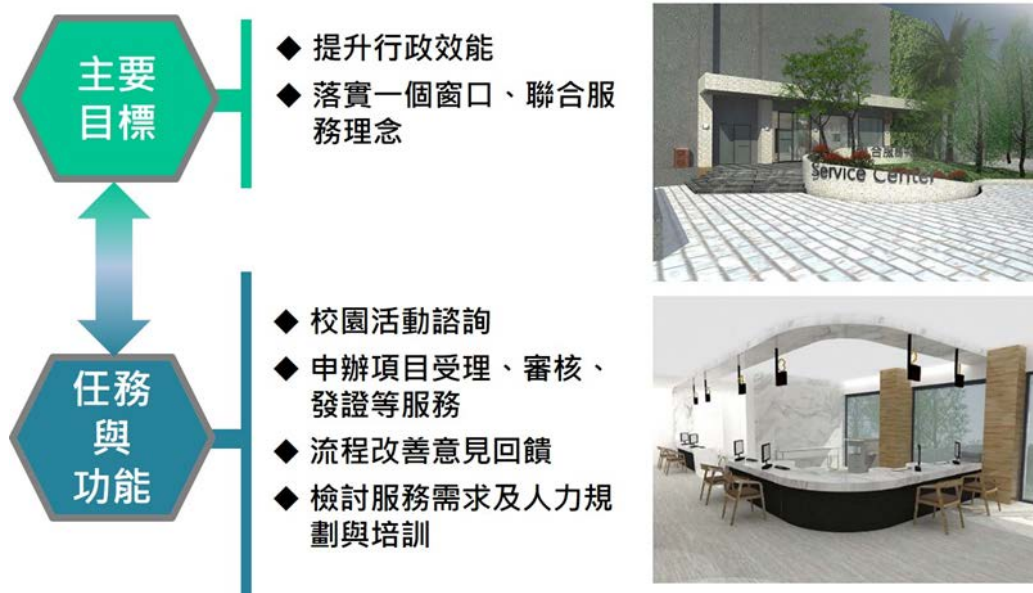 主要
目標
◆ 提升行政效能
◆ 落實一個窗口、聯合服
務理念
Service Center
任務
與
功能
◆ 校園活動諮詢
◆ 申辦項目受理、審核、
發證等服務
◆ 流程改善意見回饋
◆ 檢討服務需求及人力規
劃與培訓